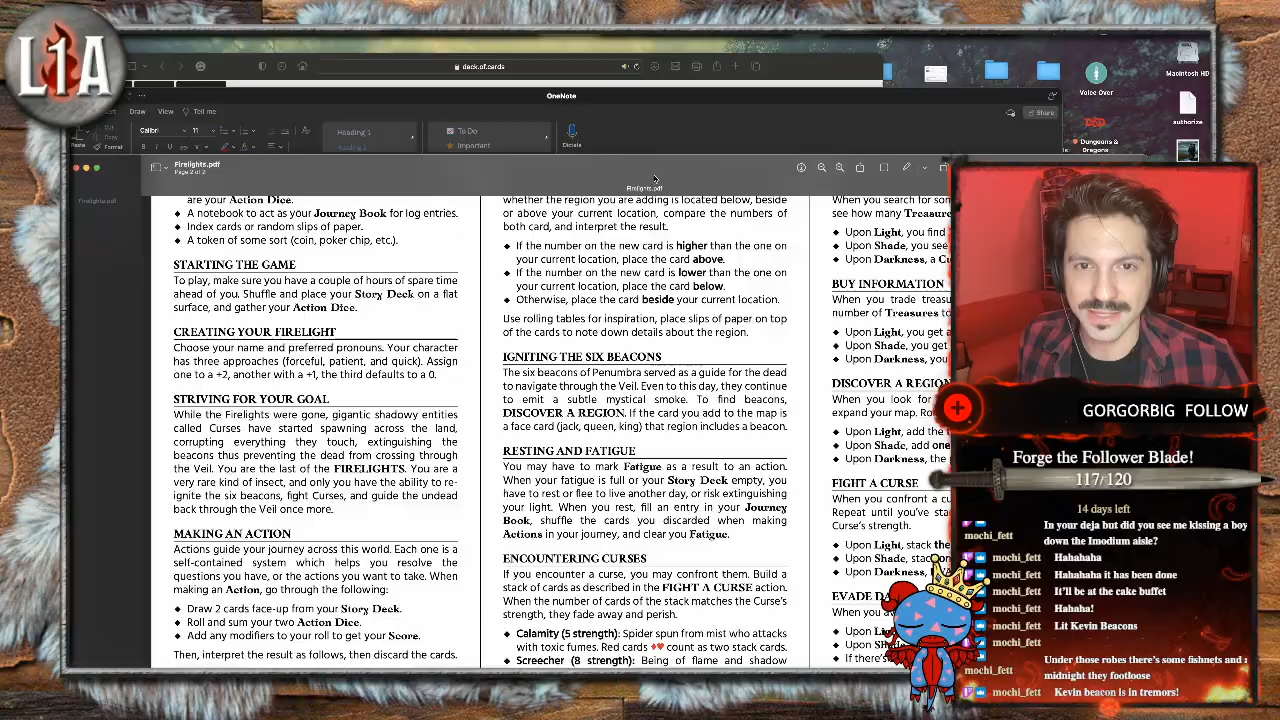 L1A
deck.of.cards
OneNote
Draw View Tell me
Share
Cut
Copy
Paste
Format
Calibri 11
Heading 1
To Do
Important
Dictate
Macintosh HD
Voice Over
authorize
Dungeons & Dragons
Firelights.pdf
Page 2 of 2
Firelights.pdf
Firelights.pdf
are your Action Dice.
◆ A notebook to act as your Journey Book for log entries.
◆ Index cards or random slips of paper.
◆ A token of some sort (coin, poker chip, etc.).
STARTING THE GAME
To play, make sure you have a couple of hours of spare time
ahead of you. Shuffle and place your Story Deck on a flat
surface, and gather your Action Dice.
CREATING YOUR FIRELIGHT
Choose your name and preferred pronouns. Your character
has three approaches (forceful, patient, and quick). Assign
one to a +2, another with a +1, the third defaults to a 0.
STRIVING FOR YOUR GOAL
While the Firelights were gone, gigantic shadowy entities
called Curses have started spawning across the land,
corrupting everything they touch, extinguishing the
beacons thus preventing the dead from crossing through
the Veil. You are the last of the FIRELIGHTS. You are a
very rare kind of insect, and only you have the ability to re-
ignite the six beacons, fight Curses, and guide the undead
back through the Veil once more.
MAKING AN ACTION
Actions guide your journey across this world. Each one is a
self-contained system which helps you resolve the
questions you have, or the actions you want to take. When
making an Action, go through the following:
◆ Draw 2 cards face-up from your Story Deck.
◆ Roll and sum your two Action Dice.
◆ Add any modifiers to your roll to get your Score.
Then, interpret the result as follows, then discard the cards.
whether the region you are adding is located below, beside
or above your current location, compare the numbers of
both card, and interpret the result.
◆ If the number on the new card is higher than the one on
your current location, place the card above.
◆ If the number on the new card is lower than the one on
your current location, place the card below.
◆ Otherwise, place the card beside your current location.
Use rolling tables for inspiration, place slips of paper on top
of the cards to note down details about the region.
IGNITING THE SIX BEACONS
The six beacons of Penumbra served as a guide for the dead
to navigate through the Veil. Even to this day, they continue
to emit a subtle mystical smoke. To find beacons,
DISCOVER A REGION. If the card you add to the map is
a face card (jack, queen, king) that region includes a beacon.
RESTING AND FATIGUE
You may have to mark Fatigue as a result to an action.
When your fatigue is full or your Story Deck empty, you
have to rest or flee to live another day, or risk extinguishing
your light. When you rest, fill an entry in your Journey
Book, shuffle the cards you discarded when making
Actions in your journey, and clear you Fatigue.
ENCOUNTERING CURSES
If you encounter a curse, you may confront them. Build a
stack of cards as described in the FIGHT A CURSE action.
When the number of cards of the stack matches the Curse's
strength, they fade away and perish.
◆ Calamity (5 strength): Spider spun from mist who attacks
with toxic fumes. Red cards ♦♥ count as two stack Cards.
◆ Screecher (8 strength): Being of flame and shadow
When you search for som
see how many Treasure
◆ Upon Light, you find
◆ Upon Shade, you see
◆ Upon Darkness, a Cu
BUY INFORMATION
When you trade treasu
number of Treasures to
◆ Upon Light, you get a
◆ Upon Shade, you get
◆ Upon Darkness, you
DISCOVER A REGION
When you look for
expand your map. Ro
◆ Upon Light, add the
◆ Upon Shade, add one
◆ Upon Darkness, the
FIGHT A CURSE
When you confront a cu
Repeat until you've stac
Curse's strength.
◆ Upon Light, stack the
◆ Upon Shade, stac
◆ Upon Darkness,
EVADE DA
When you a
◆ Upon Lig
◆ Upon
◆ If there's
GORGORBIG FOLLOW
Forge the Follower Blade!
117/120
14 days left
mochi_fett In your deja but did you see me kissing a boy
down the Imodium aisle?
mochi_fett Hahahaha
mochi_fett Hahahaha it has been done
mochi_fett It'll be at the cake buffet
mochi_fett Hahaha!
mochi_fett Lit Kevin Beacons
mochi_fett
mochi_fett Under those robes there's some fishnets and
midnight they footloose
mochi_fett Kevin beacon is in tremors!